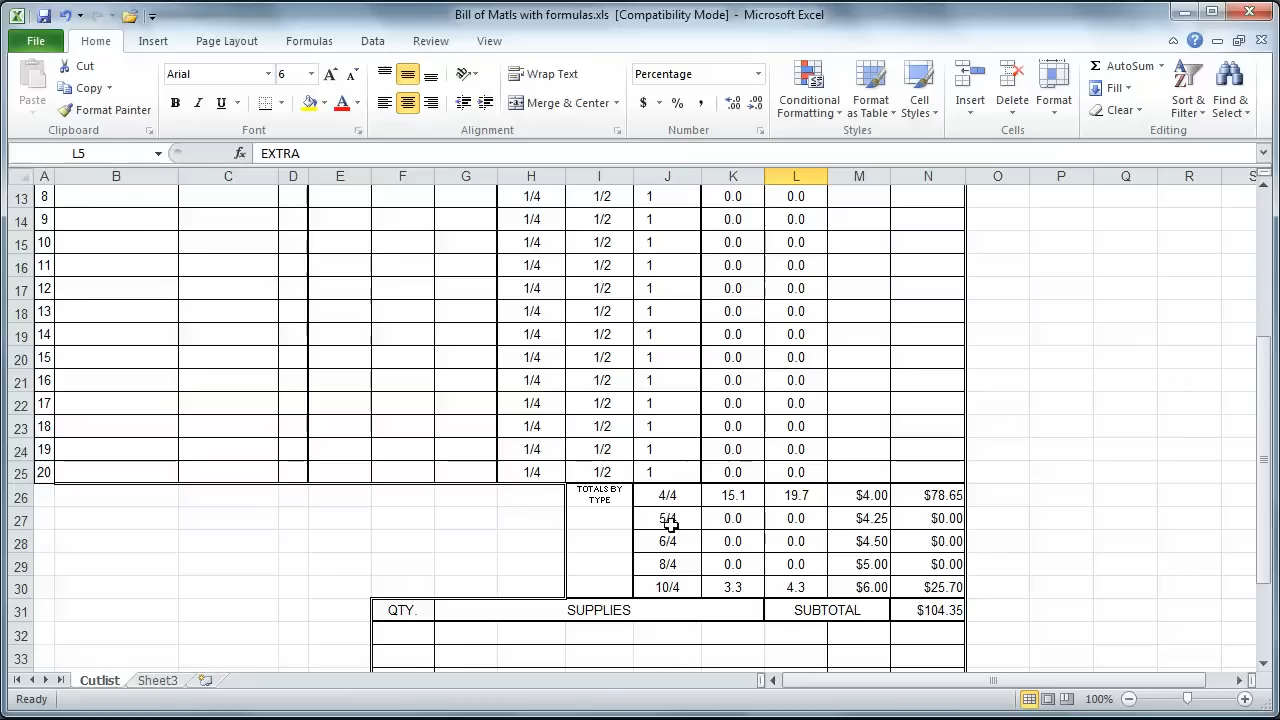 Bill of Matls with formulas.xls [Compatibility Mode] - Microsoft Excel
File Home Insert Page Layout Formulas Data Review View
Paste
Cut
Copy
Format Painter
Clipboard
Arial 6
B I U
Font
Wrap Text
Merge & Center
Alignment
Percentage
$ % ,
Number
Conditional Formatting
Format as Table
Cell Styles
Styles
Insert Delete Format
Cells
Σ AutoSum
Fill
Clear
Sort & Filter
Find & Select
Editing
L5 fx EXTRA
A B C D E F G H I J K L M N O P Q R S
13 8 1/4 1/2 1 0.0 0.0
14 9 1/4 1/2 1 0.0 0.0
15 10 1/4 1/2 1 0.0 0.0
16 11 1/4 1/2 1 0.0 0.0
17 12 1/4 1/2 1 0.0 0.0
18 13 1/4 1/2 1 0.0 0.0
19 14 1/4 1/2 1 0.0 0.0
20 15 1/4 1/2 1 0.0 0.0
21 16 1/4 1/2 1 0.0 0.0
22 17 1/4 1/2 1 0.0 0.0
23 18 1/4 1/2 1 0.0 0.0
24 19 1/4 1/2 1 0.0 0.0
25 20 1/4 1/2 1 0.0 0.0
26 TOTALS BY TYPE 4/4 15.1 19.7 $4.00 $78.65
27 5/4 0.0 0.0 $4.25 $0.00
28 6/4 0.0 0.0 $4.50 $0.00
29 8/4 0.0 0.0 $5.00 $0.00
30 10/4 3.3 4.3 $6.00 $25.70
31 QTY. SUPPLIES SUBTOTAL $104.35
32
33
Cutlist Sheet3
Ready 100%